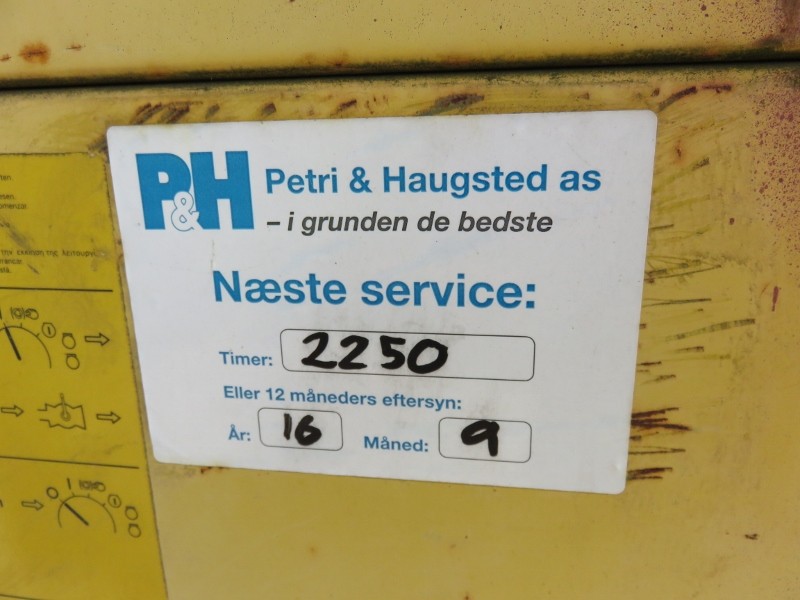 P&H Petri & Haugsted as
– i grunden de bedste
Næste service:
Timer: 2250
Eller 12 måneders eftersyn:
År: 16 Måned: 9